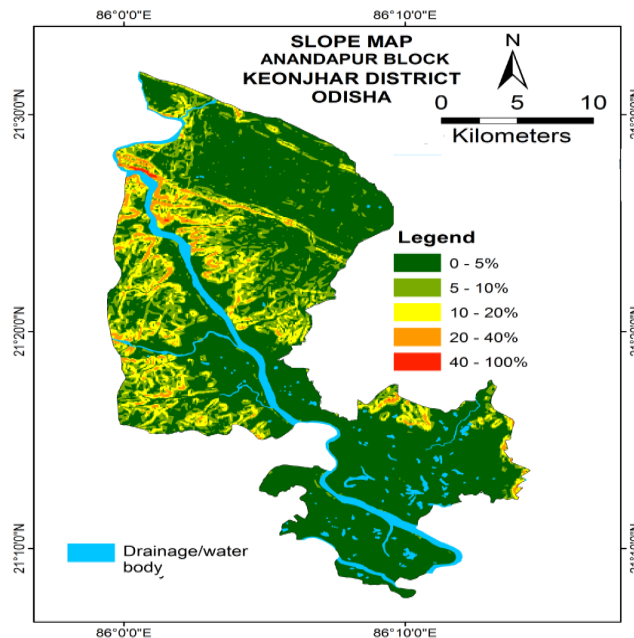 86°0'0"E 86°10'0"E
SLOPE MAP
ANANDAPUR BLOCK
KEONJHAR DISTRICT
ODISHA
N
0 5 10
Kilometers
21°30'0"N
21°20'0"N
21°10'0"N
Legend
0 - 5%
5 - 10%
10 - 20%
20 - 40%
40 - 100%
Drainage/water
body
86°0'0"E 86°10'0"E